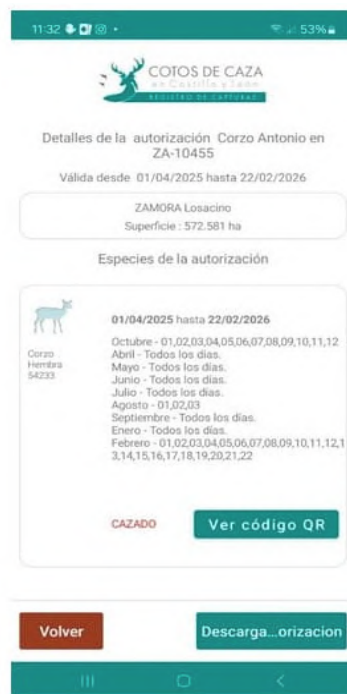 11:32
53%
COTOS DE CAZA
en Castilla y León
REGISTRO DE CAPTURAS
Detalles de la autorización Corzo Antonio en
ZA-10455
Válida desde 01/04/2025 hasta 22/02/2026
ZAMORA Losacino
Superficie : 572.581 ha
Especies de la autorización
Corzo
Hembra
54233
01/04/2025 hasta 22/02/2026
Octubre - 01,02,03,04,05,06,07,08,09,10,11,12
Abril - Todos los días.
Mayo - Todos los días.
Junio - Todos los días.
Julio - Todos los días.
Agosto - 01,02,03
Septiembre - Todos los días.
Enero - Todos los días.
Febrero - 01,02,03,04,05,06,07,08,09,10,11,12,1
3,14,15,16,17,18,19,20,21,22
CAZADO
Ver código QR
Volver
Descarga...orizacion